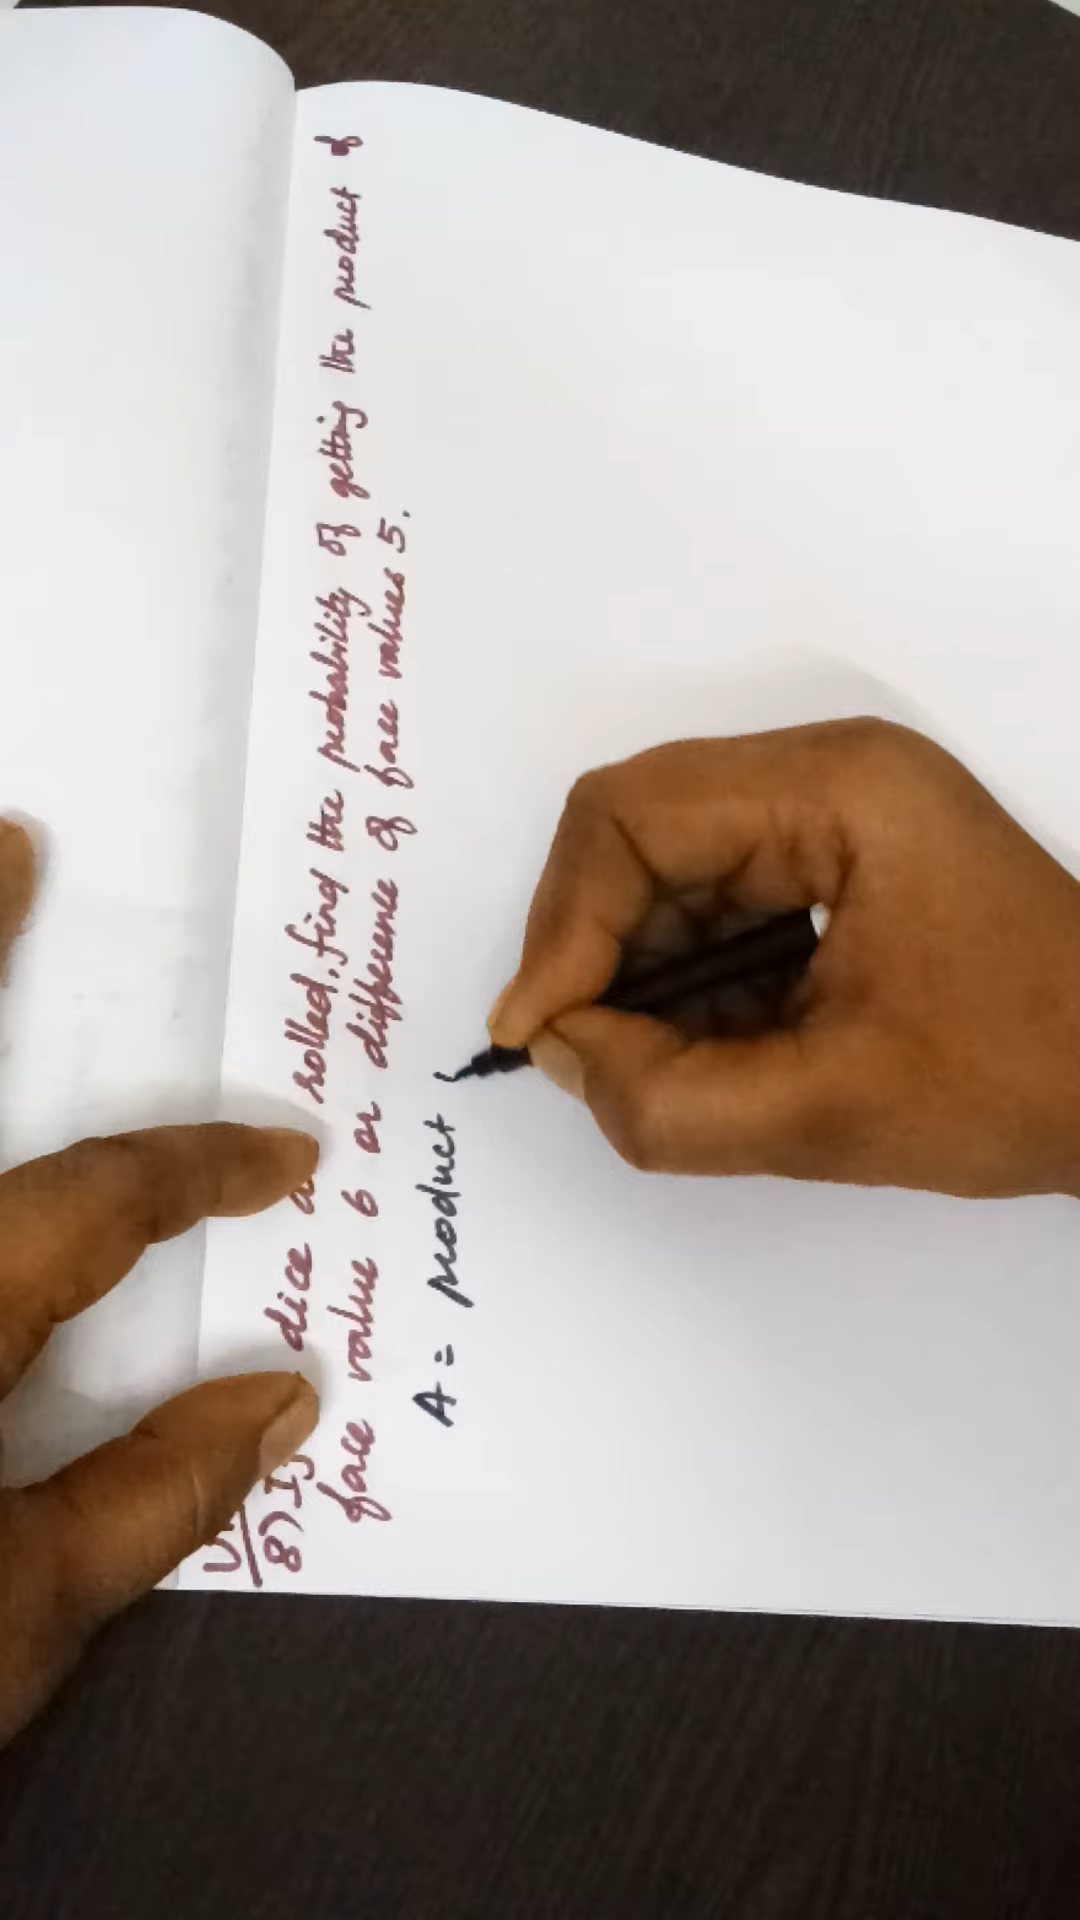 8) If dice rolled, find the probability of getting the product of
face value 6 or difference of face values 5.
A = product